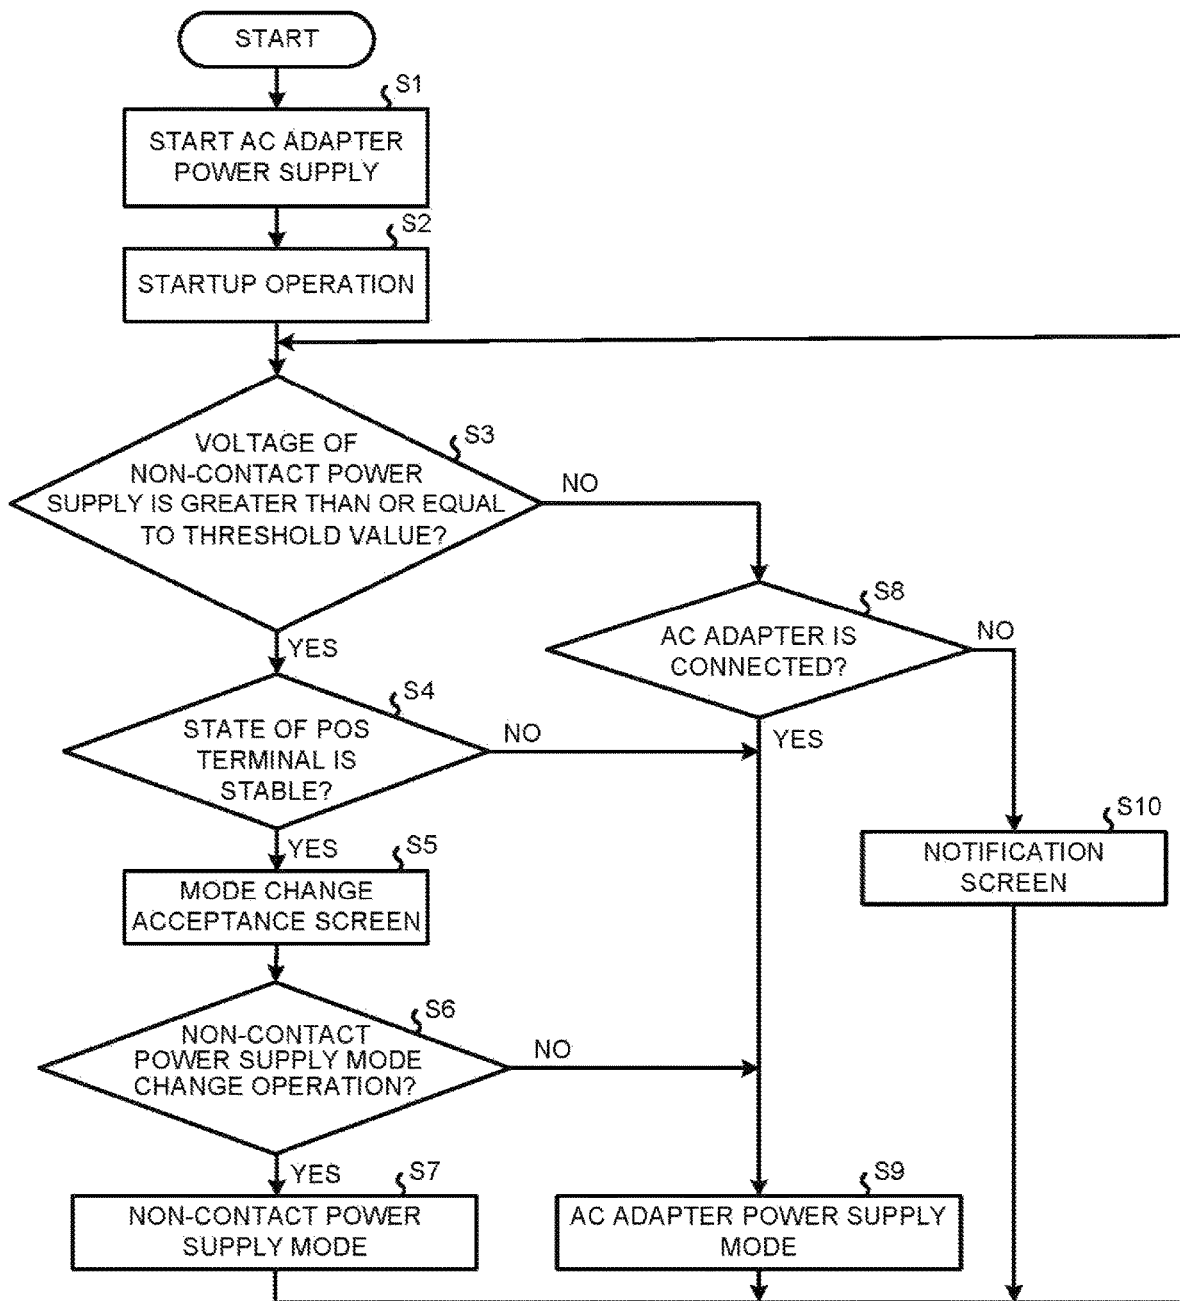 START
S1
START AC ADAPTER
POWER SUPPLY
S2
STARTUP OPERATION
S3
VOLTAGE OF
NON-CONTACT POWER
SUPPLY IS GREATER THAN OR EQUAL
TO THRESHOLD VALUE?
NO
YES
S8
AC ADAPTER IS
CONNECTED?
NO
YES
S4
STATE OF POS
TERMINAL IS
STABLE?
NO
YES
S10
NOTIFICATION
SCREEN
S5
MODE CHANGE
ACCEPTANCE SCREEN
S6
NON-CONTACT
POWER SUPPLY MODE
CHANGE OPERATION?
NO
YES
S7
NON-CONTACT POWER
SUPPLY MODE
S9
AC ADAPTER POWER SUPPLY
MODE